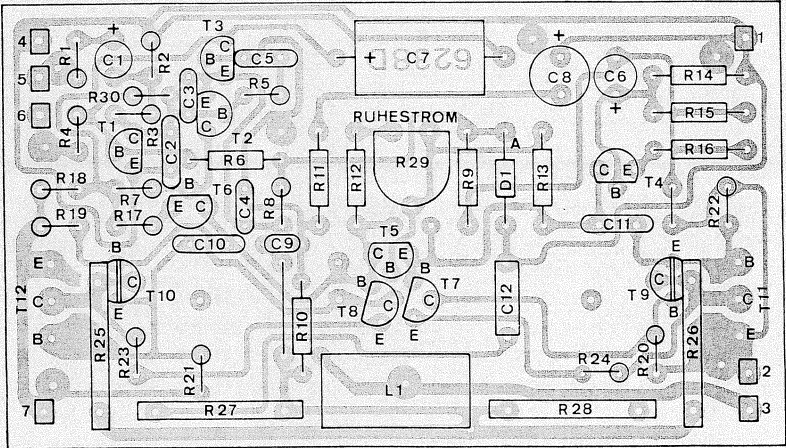 T3
4
R1
+
C1
R2
C
B
E
C5
+
C7
6228D
+
C8
C6
+
1
R14
5
R30
C3
R5
E
B
C
R15
6
R4
T1
R3
C2
T2
RUHESTROM
A
C
B
E
R6
R11
R12
R29
R9
D1
R13
C
E
B
T4
R16
R18
R7
B
T6
E
C
C4
R8
R22
R19
R17
C10
C9
T5
C
E
B
C11
B
E
E
T12
C
B
E
C
T10
E
R25
B
T8
C
E
B
T7
C
E
R10
C12
T9
C
B
R26
B
C
T11
E
R23
R21
L1
R24
R20
2
7
R27
R28
3